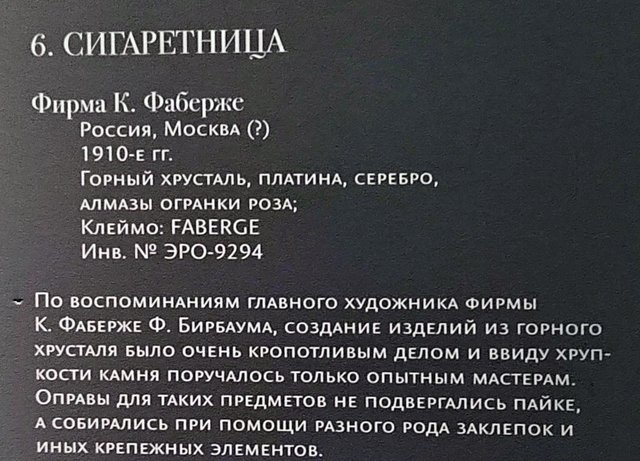 6. СИГАРЕТНИЦА
Фирма К. Фаберже
Россия, Москва (?)
1910-е гг.
Горный хрусталь, платина, серебро,
алмазы огранки роза;
Клеймо: FABERGE
Инв. № ЭРО-9294
По воспоминаниям главного художника фирмы
К. Фаберже Ф. Бирбаума, создание изделий из горного
хрусталя было очень кропотливым делом и ввиду хруп-
кости камня поручалось только опытным мастерам.
Оправы для таких предметов не подвергались пайке,
а собирались при помощи разного рода заклепок и
иных крепежных элементов.